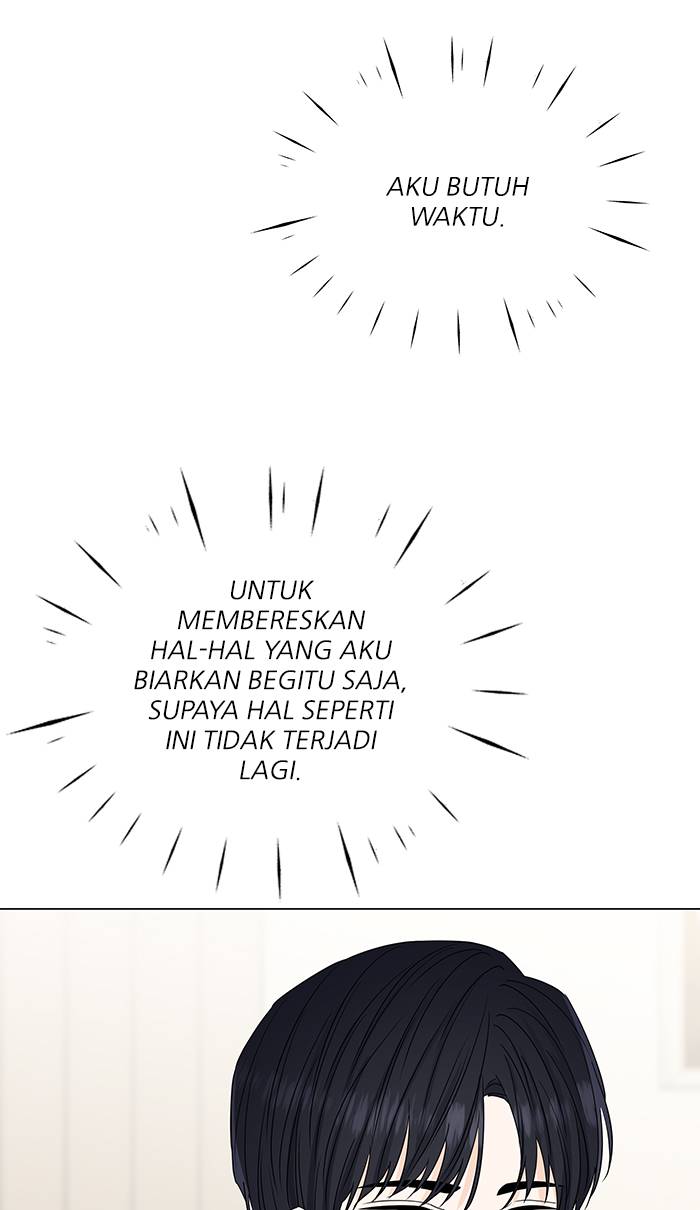 AKU BUTUH
WAKTU.
UNTUK
MEMBERESKAN
HAL-HAL YANG AKU
BIARKAN BEGITU SAJA,
SUPAYA HAL SEPERTI
INI TIDAK TERJADI
LAGI.